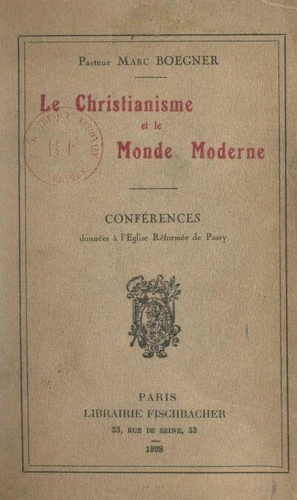 Pasteur MARC BOEGNER
Le Christianisme
et le
Monde Moderne
CONFÉRENCES
données à l'Eglise Réformée de Passy
PARIS
LIBRAIRIE FISCHBACHER
33, RUE DE SEINE, 33
1928